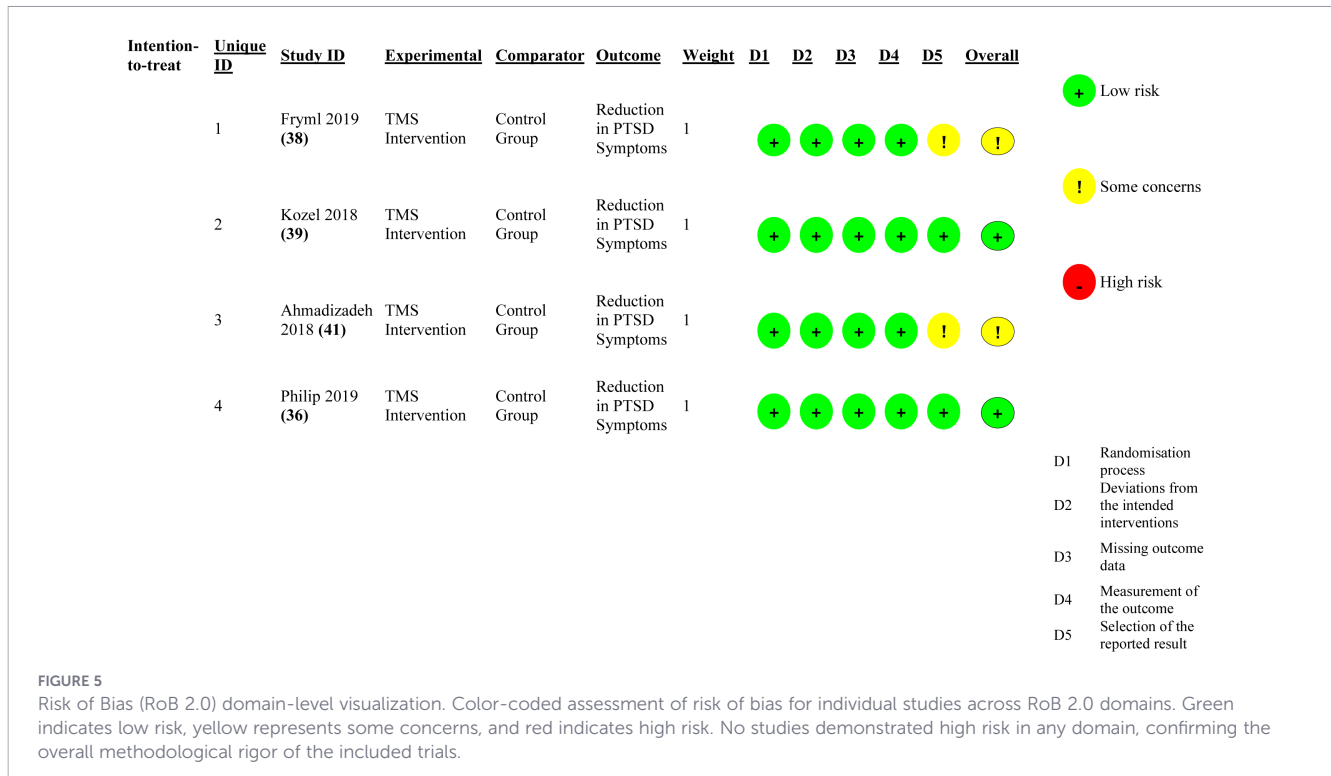 Intention-
to-treat
Unique
ID
Study ID
Experimental
Comparator
Outcome
Weight
D1
D2
D3
D4
D5
Overall
1
Fryml 2019
(38)
TMS
Intervention
Control
Group
Reduction
in PTSD
Symptoms
1
+
+
+
+
!
!
2
Kozel 2018
(39)
TMS
Intervention
Control
Group
Reduction
in PTSD
Symptoms
1
+
+
+
+
+
+
3
Ahmadizadeh
2018 (41)
TMS
Intervention
Control
Group
Reduction
in PTSD
Symptoms
1
+
+
+
+
!
!
4
Philip 2019
(36)
TMS
Intervention
Control
Group
Reduction
in PTSD
Symptoms
1
+
+
+
+
+
+
+ Low risk
! Some concerns
- High risk
D1 Randomisation
process
D2 Deviations from
the intended
interventions
D3 Missing outcome
data
D4 Measurement of
the outcome
D5 Selection of the
reported result
FIGURE 5
Risk of Bias (RoB 2.0) domain-level visualization. Color-coded assessment of risk of bias for individual studies across RoB 2.0 domains. Green
indicates low risk, yellow represents some concerns, and red indicates high risk. No studies demonstrated high risk in any domain, confirming the
overall methodological rigor of the included trials.